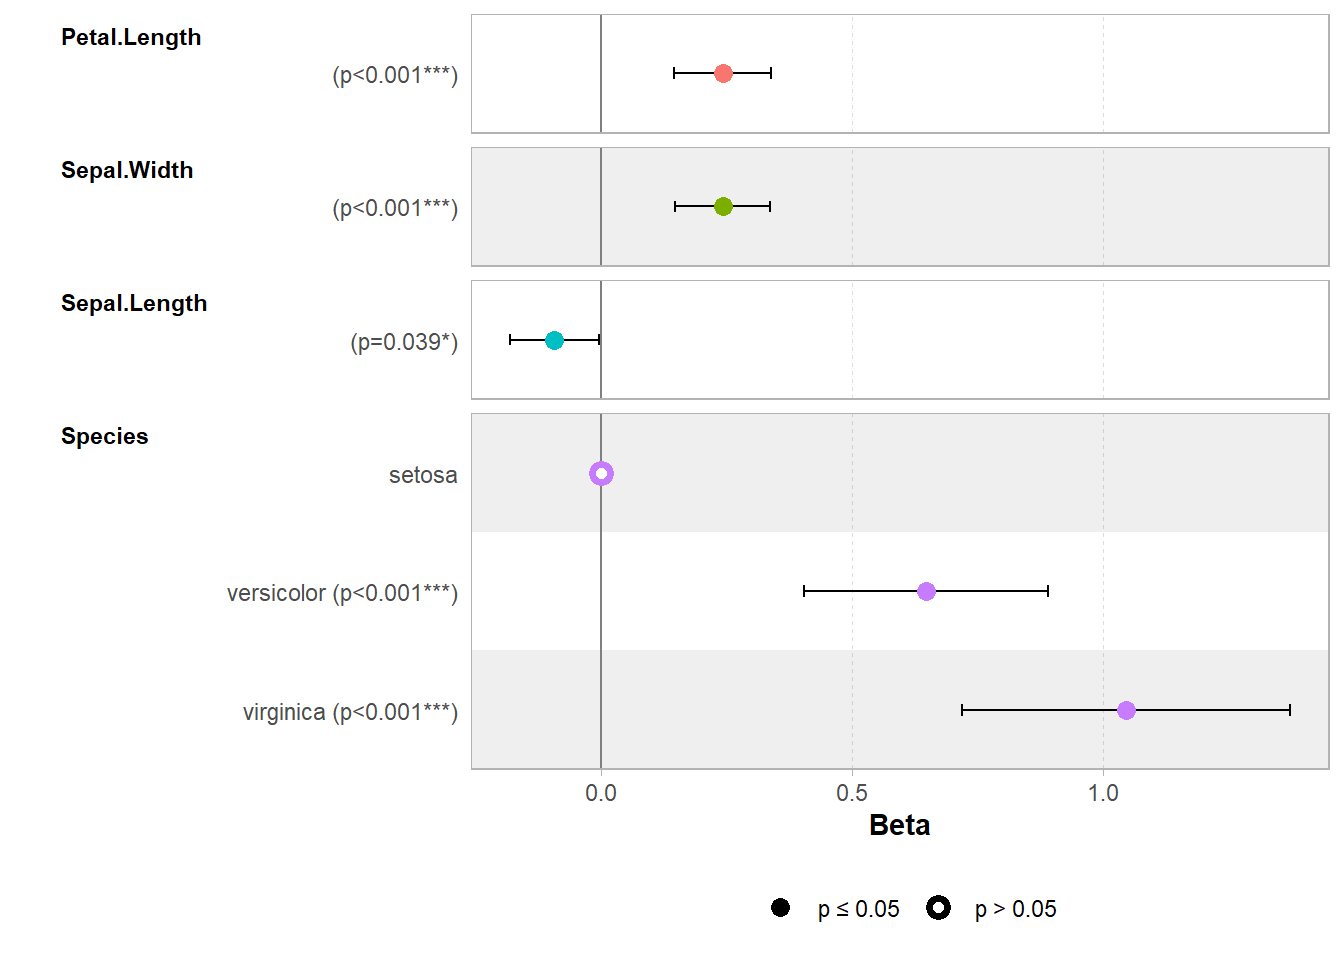 Petal.Length
(p<0.001***)
Sepal.Width
(p<0.001***)
Sepal.Length
(p=0.039*)
Species
setosa
versicolor (p<0.001***)
virginica (p<0.001***)
0.0 0.5 1.0
Beta
p ≤ 0.05 p > 0.05